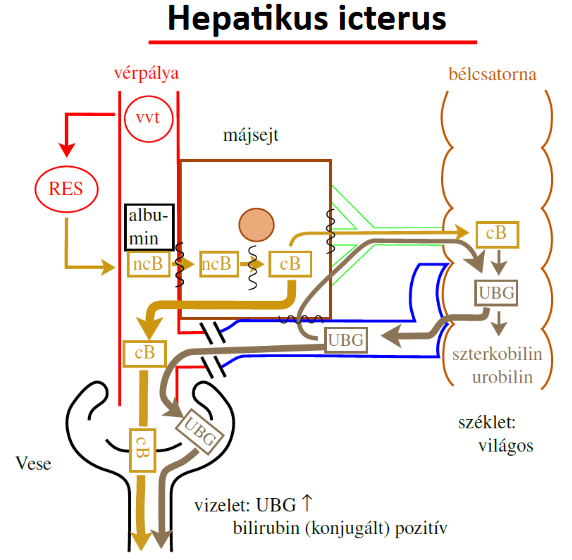 Hepatikus icterus
vérpálya
bélcsatorna
vvt
májsejt
RES
albu-
min
ncB
ncB
cB
cB
UBG
UBG
cB
szterkobilin
urobilin
UBG
cB
széklet:
világos
Vese
vizelet: UBG ↑
bilirubin (konjugált) pozitív